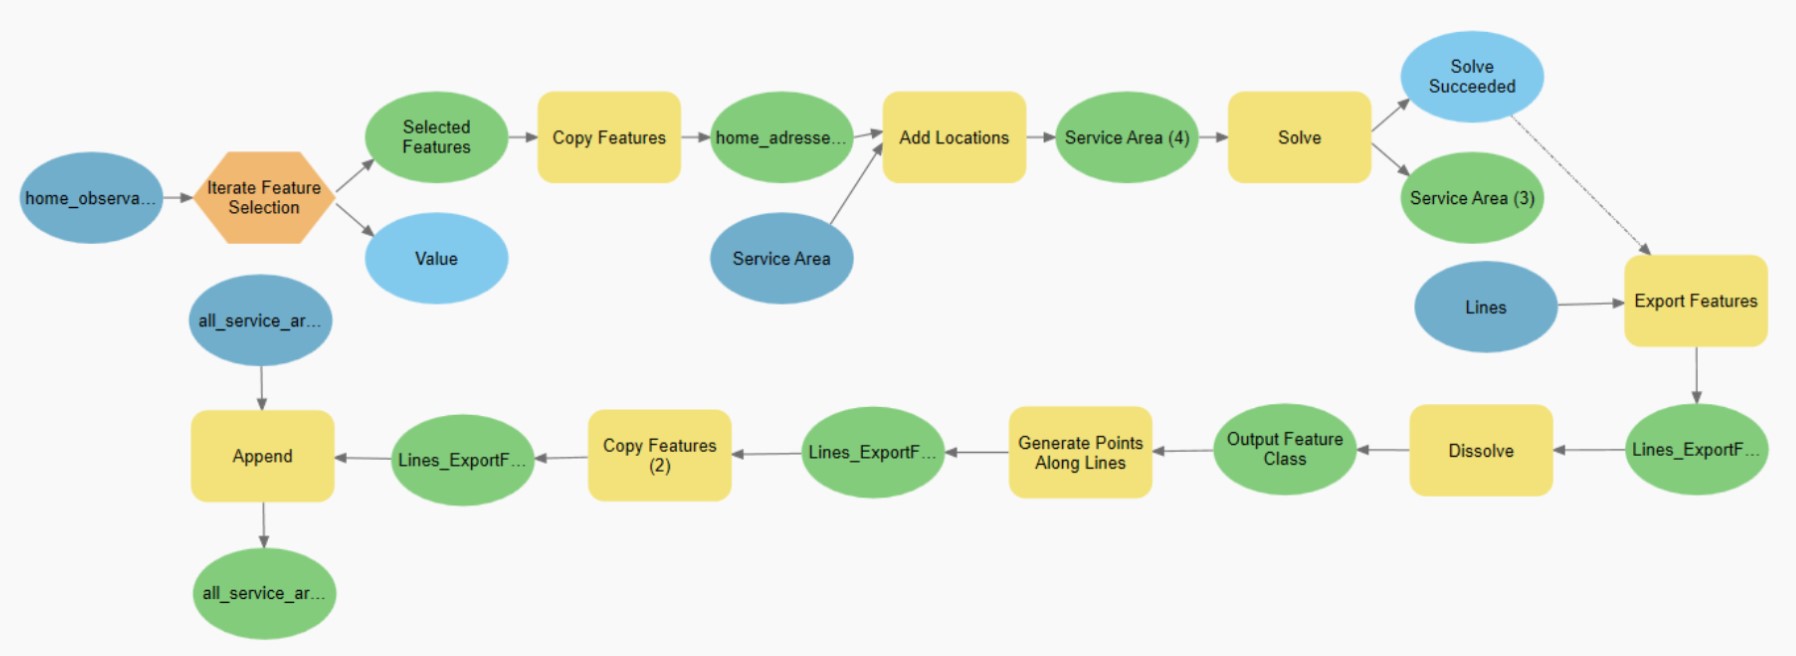 home_observa...
Iterate Feature
Selection
Selected
Features
Value
Copy Features
home_adresse...
Service Area
Add Locations
Service Area (4)
Solve
Solve
Succeeded
Service Area (3)
Lines
Export Features
Lines_ExportF...
Dissolve
Output Feature
Class
Generate Points
Along Lines
Lines_ExportF...
Copy Features
(2)
Lines_ExportF...
all_service_ar...
Append
all_service_ar...